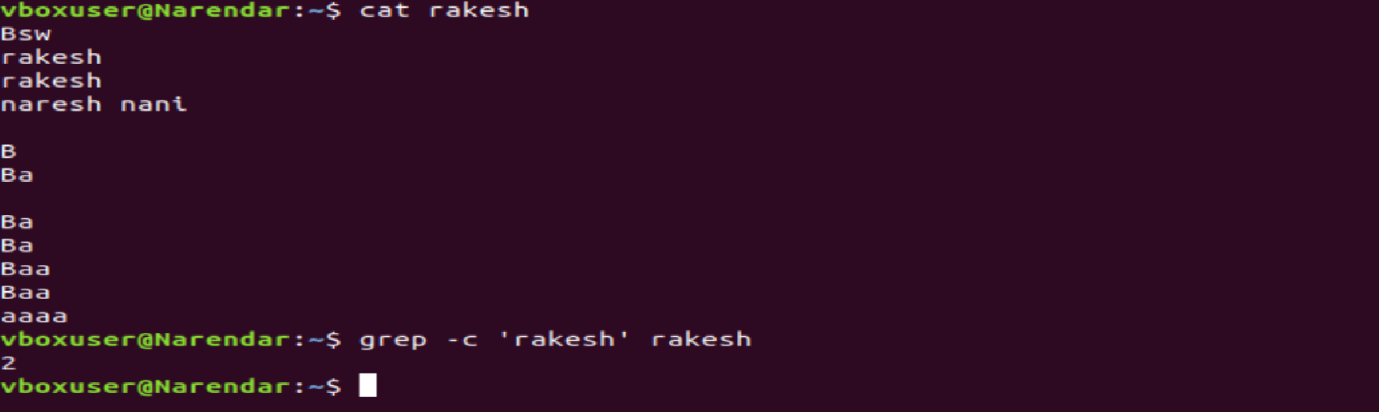 vboxuser@Narendar:~$ cat rakesh
Bsw
rakesh
rakesh
naresh nani

B
Ba

Ba
Ba
Baa
Baa
aaaa
vboxuser@Narendar:~$ grep -c 'rakesh' rakesh
2
vboxuser@Narendar:~$